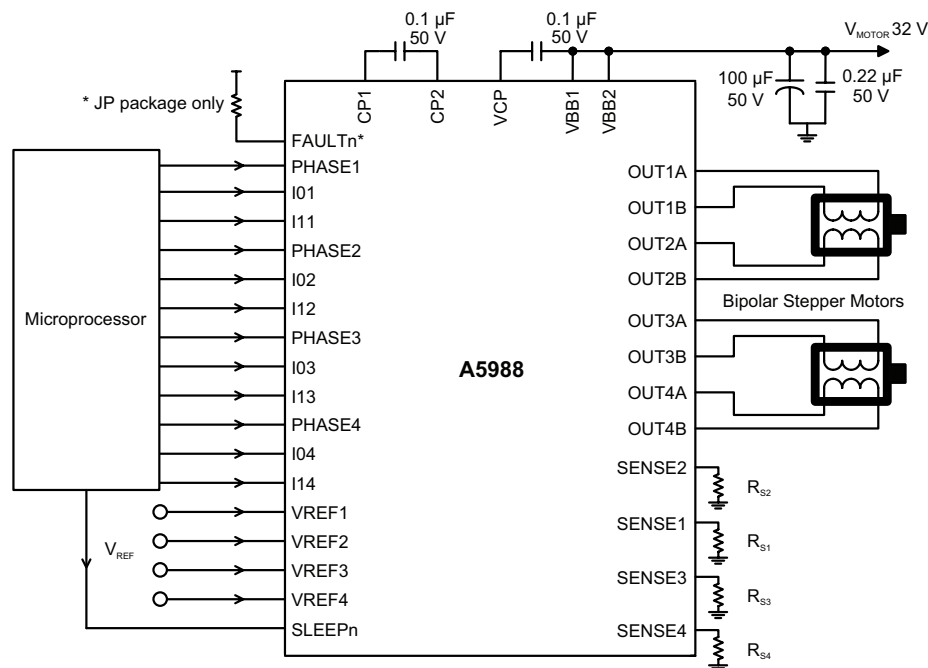 0.1 µF
50 V
0.1 µF
50 V
VMOTOR 32 V
100 µF
50 V
0.22 µF
50 V
* JP package only
CP1
CP2
VCP
VBB1
VBB2
FAULTn*
PHASE1
I01
I11
PHASE2
I02
I12
PHASE3
I03
I13
PHASE4
I04
I14
VREF1
VREF2
VREF3
VREF4
SLEEPn
Microprocessor
VREF
A5988
OUT1A
OUT1B
OUT2A
OUT2B
Bipolar Stepper Motors
OUT3A
OUT3B
OUT4A
OUT4B
SENSE2
RS2
SENSE1
RS1
SENSE3
RS3
SENSE4
RS4